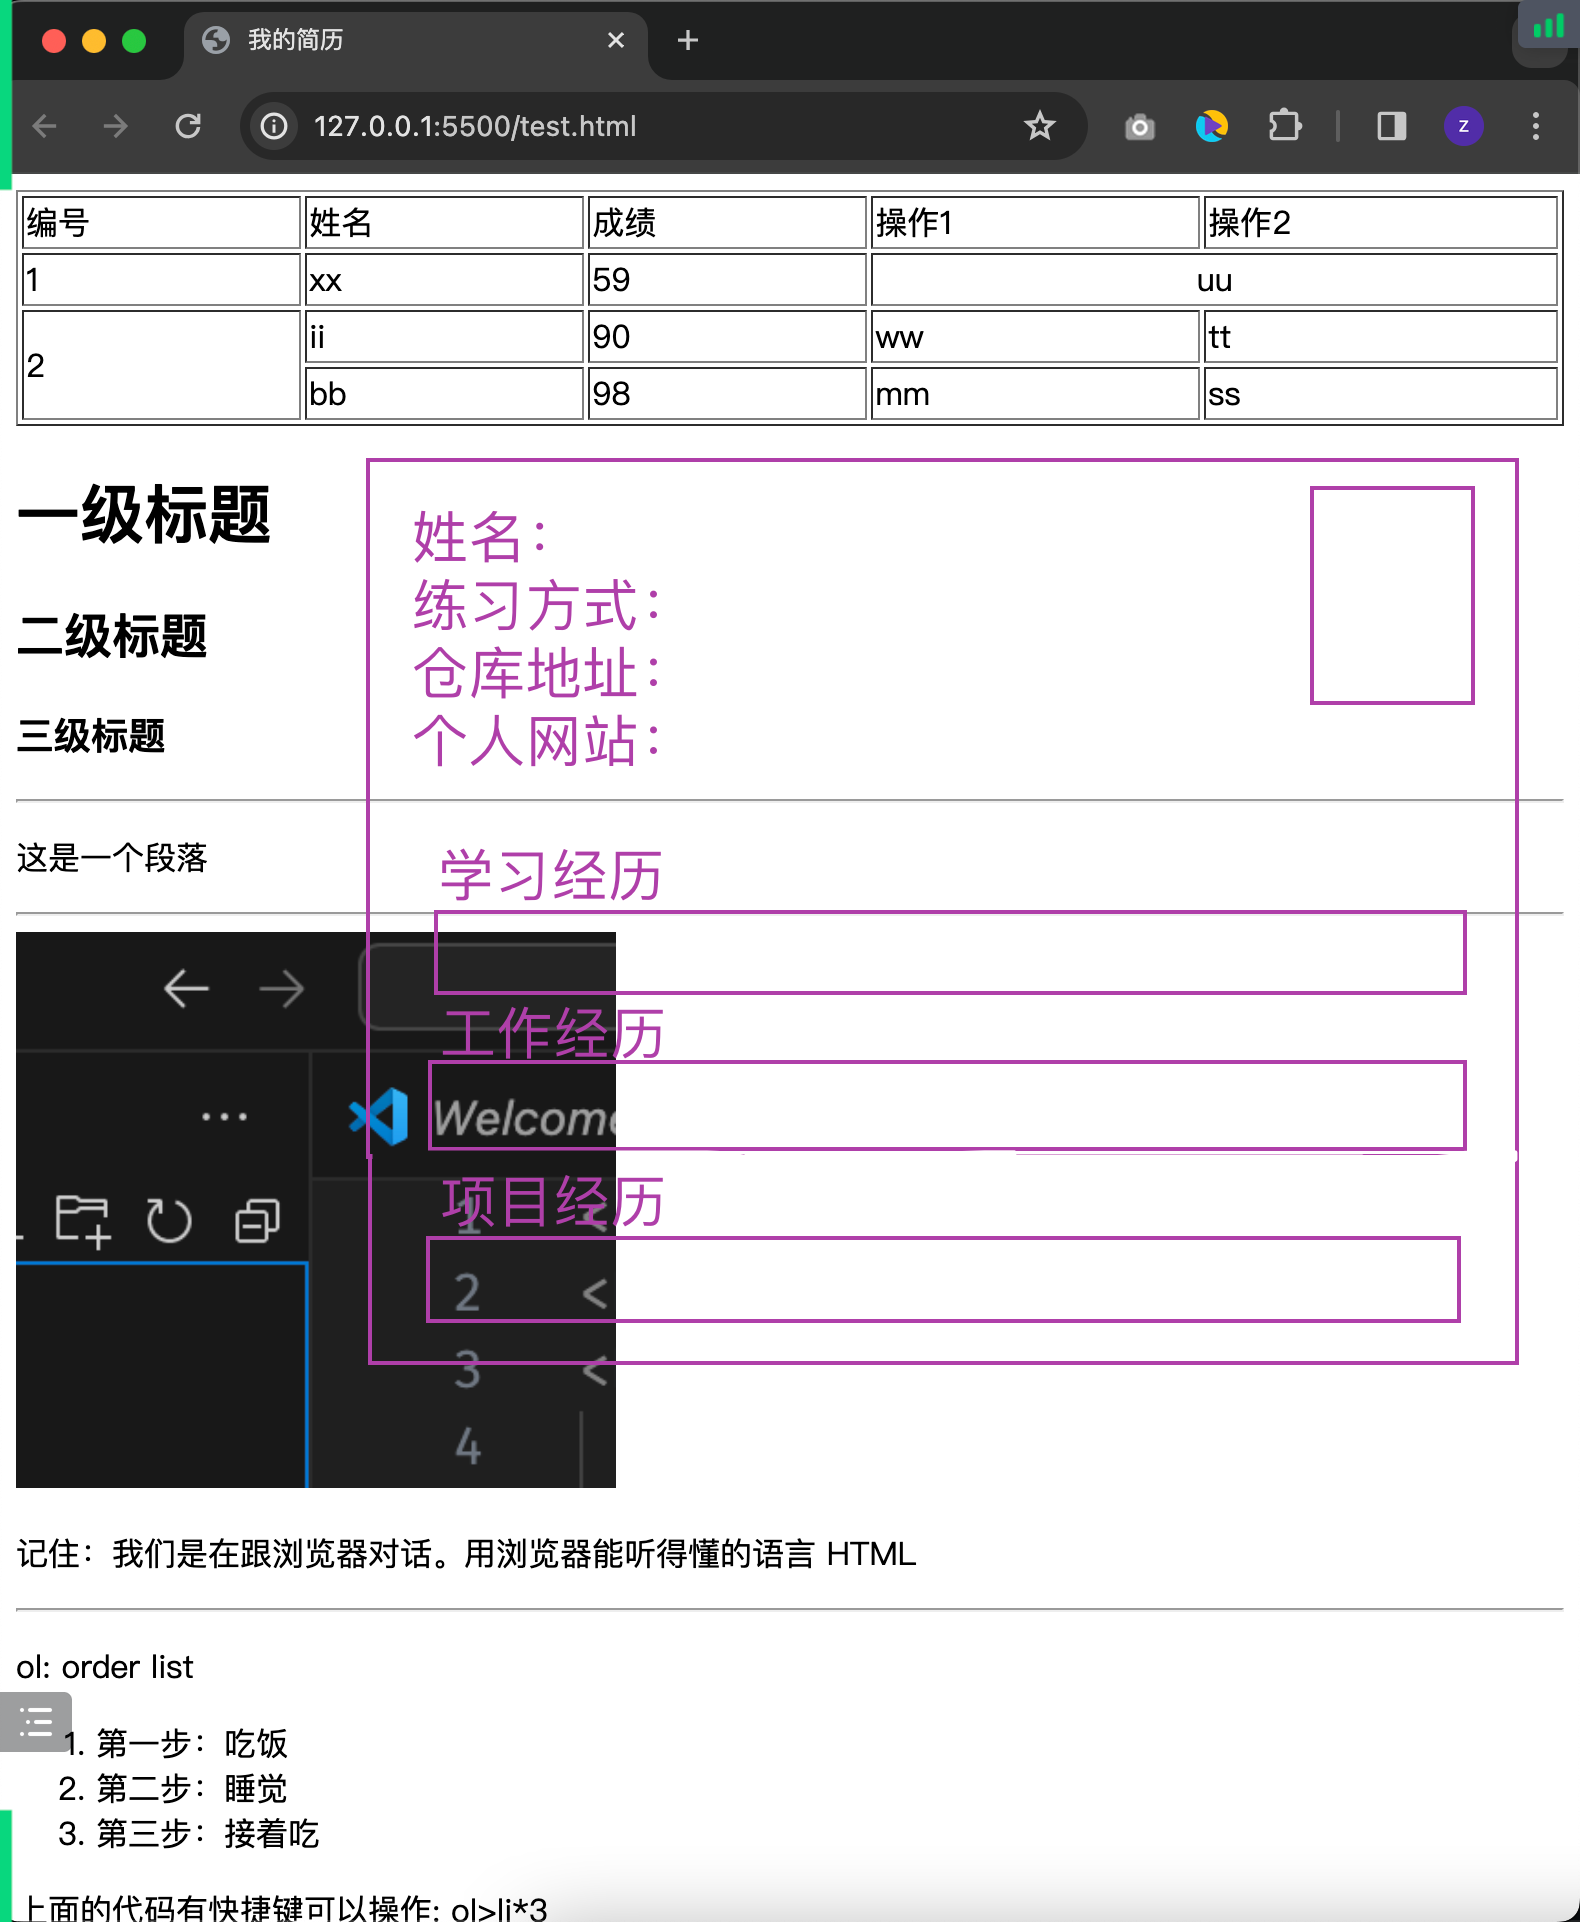 我的简历
127.0.0.1:5500/test.html
z
编号 姓名 成绩 操作1 操作2
1 xx 59 uu
2 ii 90 ww tt
bb 98 mm ss
一级标题
二级标题
三级标题
姓名：
练习方式：
仓库地址：
个人网站：
这是一个段落
学习经历
工作经历
Welcome
项目经历
1 <
2 <
3 <
4
记住：我们是在跟浏览器对话。用浏览器能听得懂的语言 HTML
ol: order list
1. 第一步：吃饭
2. 第二步：睡觉
3. 第三步：接着吃
上面的代码有快捷键可以操作: ol>li*3